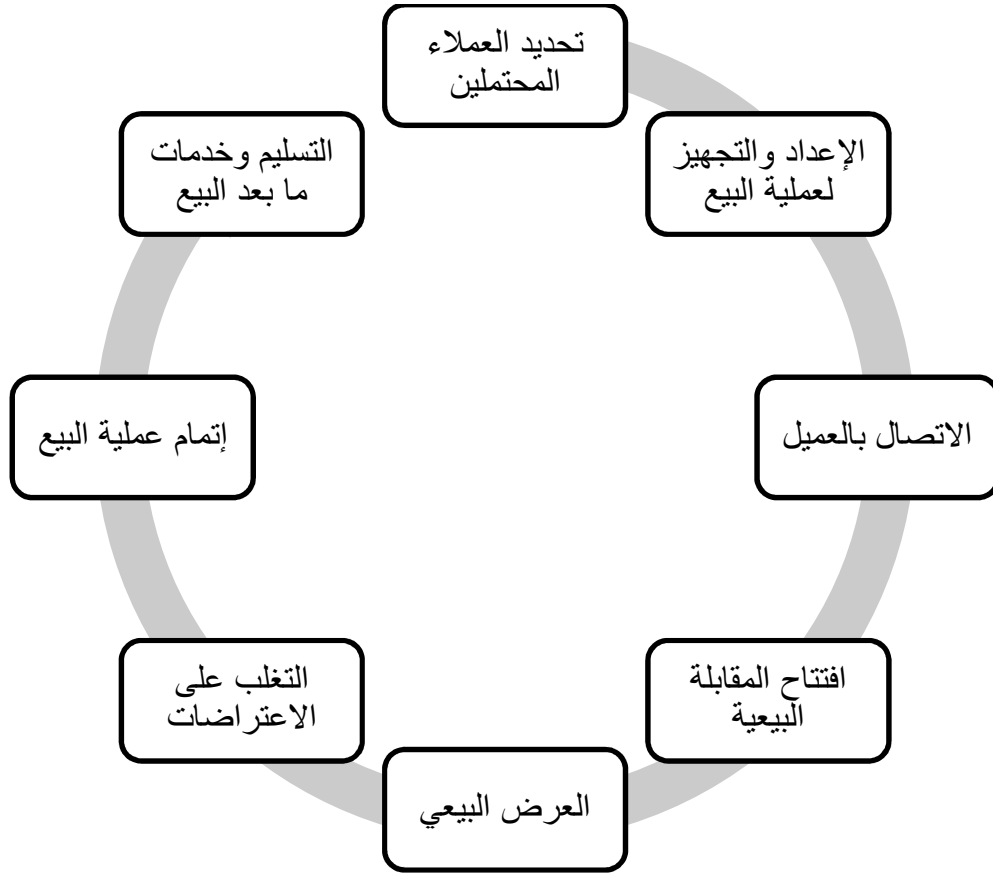 تحديد العملاء
المحتملين
الإعداد والتجهيز
لعملية البيع
الاتصال بالعميل
افتتاح المقابلة
البيعية
العرض البيعي
التغلب على
الاعتراضات
إتمام عملية البيع
التسليم وخدمات
ما بعد البيع